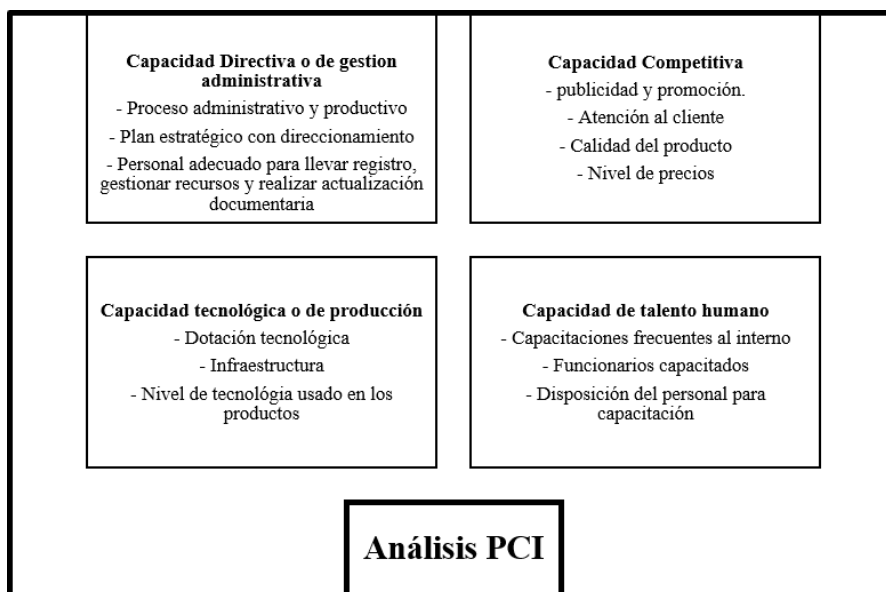 Capacidad Directiva o de gestion
administrativa
- Proceso administrativo y productivo
- Plan estratégico con direccionamiento
- Personal adecuado para llevar registro,
gestionar recursos y realizar actualización
documentaria
Capacidad Competitiva
- publicidad y promoción.
- Atención al cliente
- Calidad del producto
- Nivel de precios
Capacidad tecnológica o de producción
- Dotación tecnológica
- Infraestructura
- Nivel de tecnológia usado en los
productos
Capacidad de talento humano
- Capacitaciones frecuentes al interno
- Funcionarios capacitados
- Disposición del personal para
capacitación
Análisis PCI